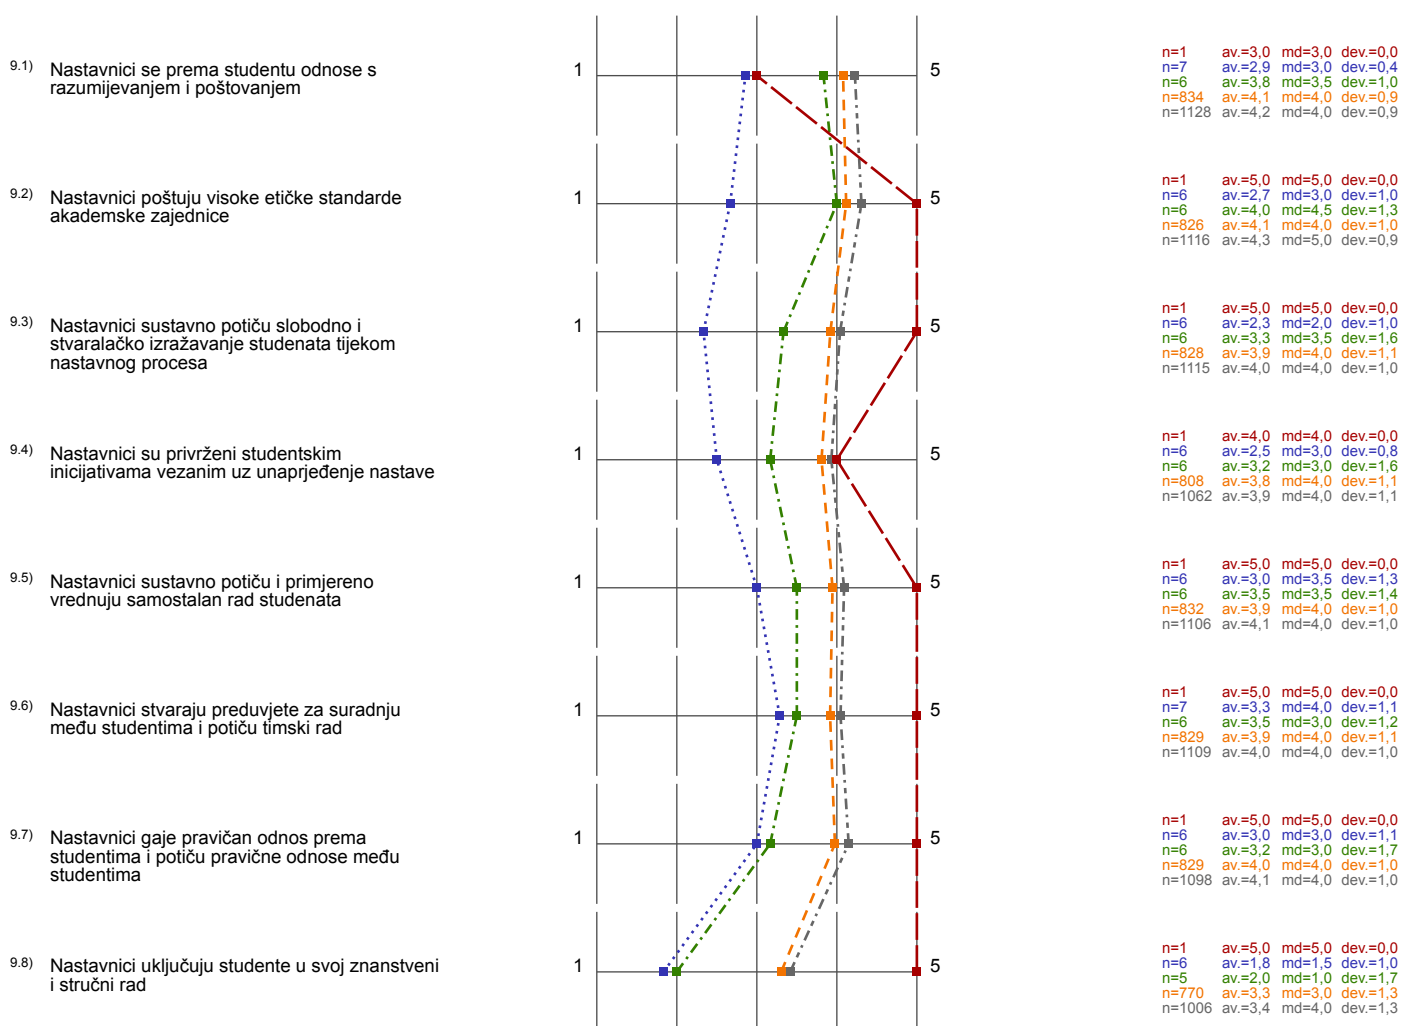 9.1) Nastavnici se prema studentu odnose s
razumijevanjem i poštovanjem
1 5
n=1 av.=3,0 md=3,0 dev.=0,0
n=7 av.=2,9 md=3,0 dev.=0,4
n=6 av.=3,8 md=3,5 dev.=1,0
n=834 av.=4,1 md=4,0 dev.=0,9
n=1128 av.=4,2 md=4,0 dev.=0,9
9.2) Nastavnici poštuju visoke etičke standarde
akademske zajednice
1 5
n=1 av.=5,0 md=5,0 dev.=0,0
n=6 av.=2,7 md=3,0 dev.=1,0
n=6 av.=4,0 md=4,5 dev.=1,3
n=826 av.=4,1 md=4,0 dev.=1,0
n=1116 av.=4,3 md=5,0 dev.=0,9
9.3) Nastavnici sustavno potiču slobodno i
stvaralačko izražavanje studenata tijekom
nastavnog procesa
1 5
n=1 av.=5,0 md=5,0 dev.=0,0
n=6 av.=2,3 md=2,0 dev.=1,0
n=6 av.=3,3 md=3,5 dev.=1,6
n=828 av.=3,9 md=4,0 dev.=1,1
n=1115 av.=4,0 md=4,0 dev.=1,0
9.4) Nastavnici su privrženi studentskim
inicijativama vezanim uz unaprjeđenje nastave
1 5
n=1 av.=4,0 md=4,0 dev.=0,0
n=6 av.=2,5 md=3,0 dev.=0,8
n=6 av.=3,2 md=3,0 dev.=1,6
n=808 av.=3,8 md=4,0 dev.=1,1
n=1062 av.=3,9 md=4,0 dev.=1,1
9.5) Nastavnici sustavno potiču i primjereno
vrednuju samostalan rad studenata
1 5
n=1 av.=5,0 md=5,0 dev.=0,0
n=6 av.=3,0 md=3,5 dev.=1,3
n=6 av.=3,5 md=3,5 dev.=1,4
n=832 av.=3,9 md=4,0 dev.=1,0
n=1106 av.=4,1 md=4,0 dev.=1,0
9.6) Nastavnici stvaraju preduvjete za suradnju
među studentima i potiču timski rad
1 5
n=1 av.=5,0 md=5,0 dev.=0,0
n=7 av.=3,3 md=4,0 dev.=1,1
n=6 av.=3,5 md=3,0 dev.=1,2
n=829 av.=3,9 md=4,0 dev.=1,1
n=1109 av.=4,0 md=4,0 dev.=1,0
9.7) Nastavnici gaje pravičan odnos prema
studentima i potiču pravične odnose među
studentima
1 5
n=1 av.=5,0 md=5,0 dev.=0,0
n=6 av.=3,0 md=3,0 dev.=1,1
n=6 av.=3,2 md=3,0 dev.=1,7
n=829 av.=4,0 md=4,0 dev.=1,0
n=1098 av.=4,1 md=4,0 dev.=1,0
9.8) Nastavnici uključuju studente u svoj znanstveni
i stručni rad
1 5
n=1 av.=5,0 md=5,0 dev.=0,0
n=6 av.=1,8 md=1,5 dev.=1,0
n=5 av.=2,0 md=1,0 dev.=1,7
n=770 av.=3,3 md=3,0 dev.=1,3
n=1006 av.=3,4 md=4,0 dev.=1,3